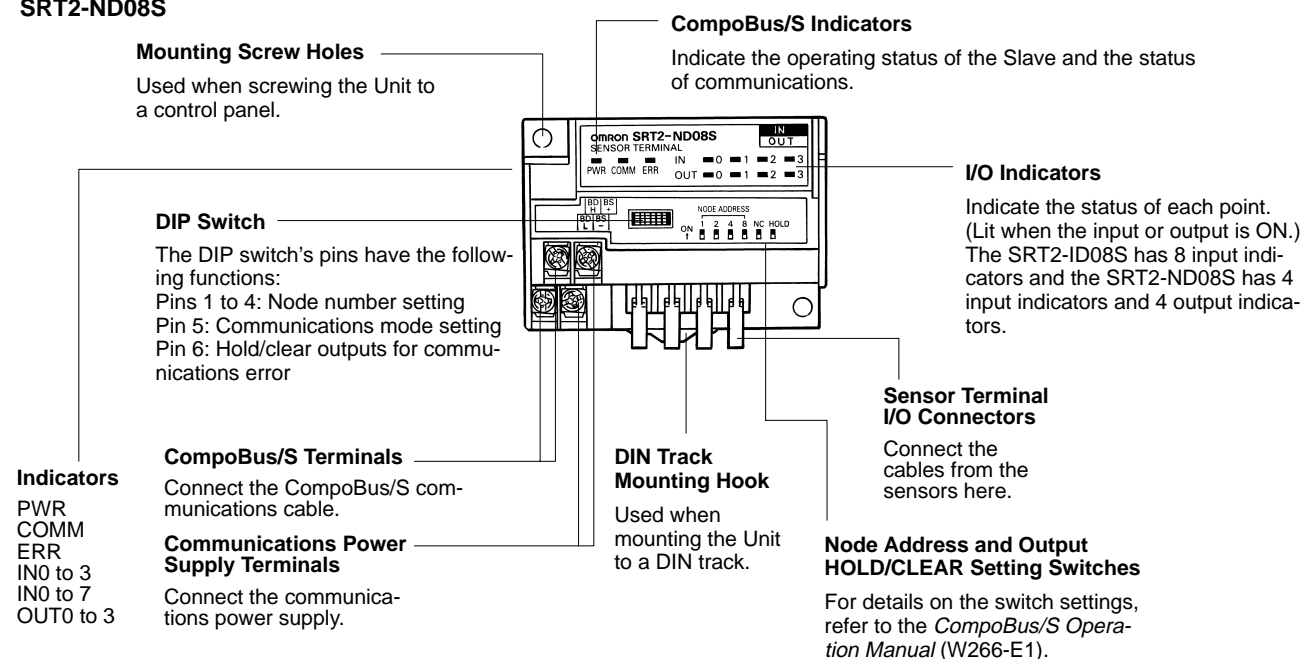 SRT2-ND08S
CompoBus/S Indicators
Indicate the operating status of the Slave and the status
of communications.
Mounting Screw Holes
Used when screwing the Unit to
a control panel.
OMRON SRT2-ND08S
SENSOR TERMINAL
IN
OUT
PWR COMM ERR
IN 0 1 2 3
OUT 0 1 2 3
BD H BS +
BD L BS −
NODE ADDRESS
1 2 4 8 NC HOLD
ON ↑
I/O Indicators
Indicate the status of each point.
(Lit when the input or output is ON.)
The SRT2-ID08S has 8 input indi-
cators and the SRT2-ND08S has 4
input indicators and 4 output indica-
tors.
DIP Switch
The DIP switch's pins have the follow-
ing functions:
Pins 1 to 4: Node number setting
Pin 5: Communications mode setting
Pin 6: Hold/clear outputs for commu-
nications error
Sensor Terminal
I/O Connectors
Connect the
cables from the
sensors here.
Indicators
PWR
COMM
ERR
IN0 to 3
IN0 to 7
OUT0 to 3
CompoBus/S Terminals
Connect the CompoBus/S com-
munications cable.
Communications Power
Supply Terminals
Connect the communica-
tions power supply.
DIN Track
Mounting Hook
Used when
mounting the Unit
to a DIN track.
Node Address and Output
HOLD/CLEAR Setting Switches
For details on the switch settings,
refer to the CompoBus/S Opera-
tion Manual (W266-E1).